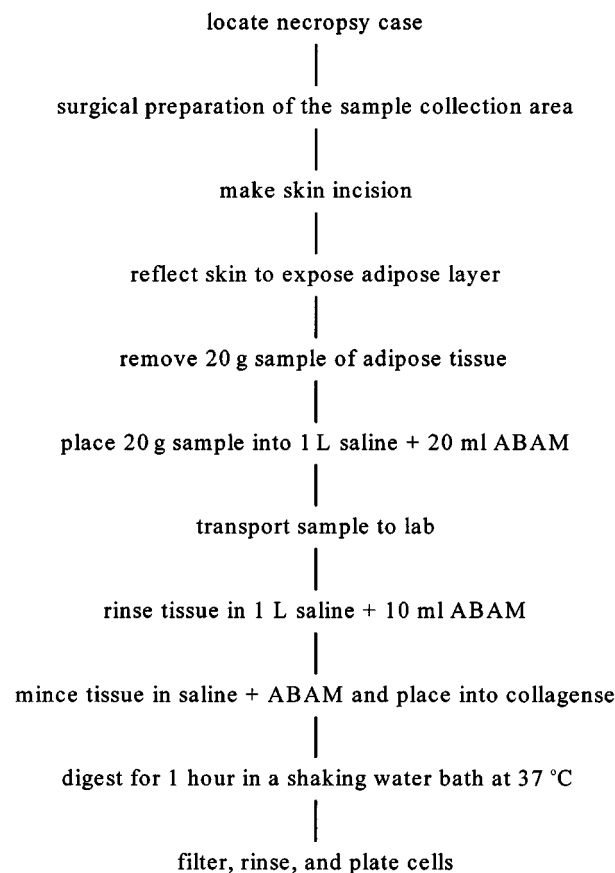 locate necropsy case
surgical preparation of the sample collection area
make skin incision
reflect skin to expose adipose layer
remove 20 g sample of adipose tissue
place 20 g sample into 1 L saline + 20 ml ABAM
transport sample to lab
rinse tissue in 1 L saline + 10 ml ABAM
mince tissue in saline + ABAM and place into collagense
digest for 1 hour in a shaking water bath at 37 °C
filter, rinse, and plate cells